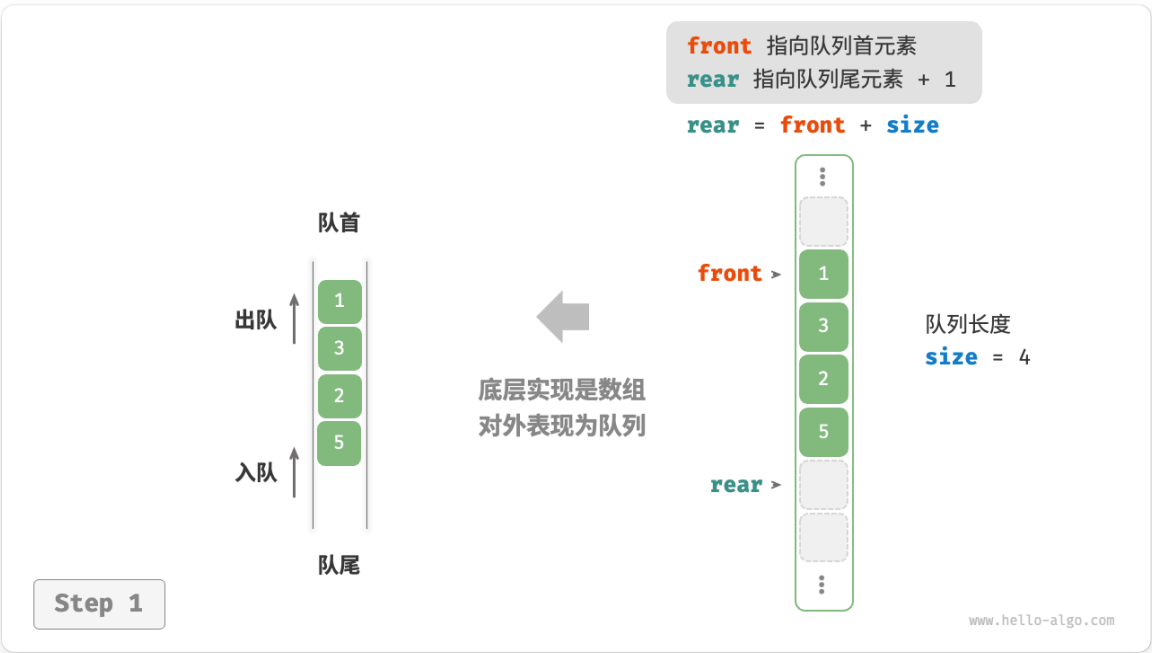 front 指向队列首元素
rear 指向队列尾元素 + 1
rear = front + size
队首
出队
1
3
2
5
入队
队尾
底层实现是数组
对外表现为队列
front
1
3
2
5
rear
队列长度
size = 4
Step 1
www.hello-algo.com